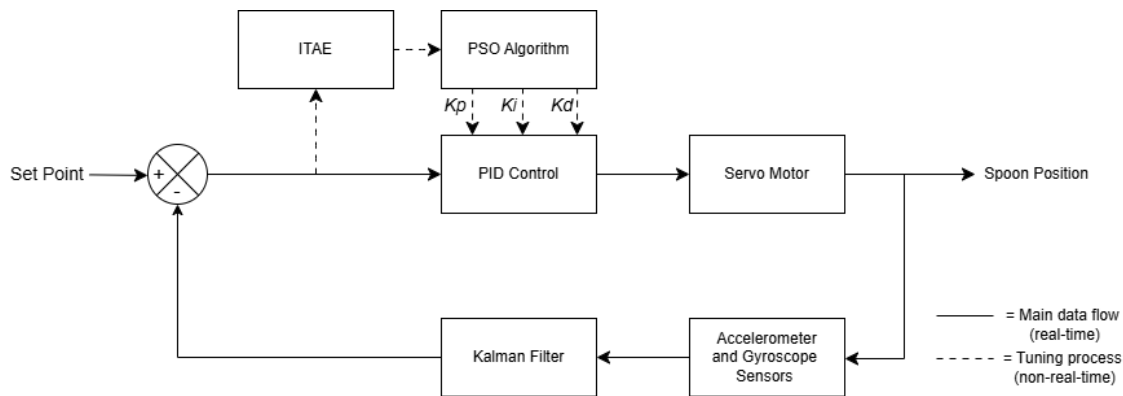 ITAE
PSO Algorithm
Kp
Ki
Kd
Set Point
+
-
PID Control
Servo Motor
Spoon Position
Kalman Filter
Accelerometer
and Gyroscope
Sensors
= Main data flow
(real-time)
= Tuning process
(non-real-time)